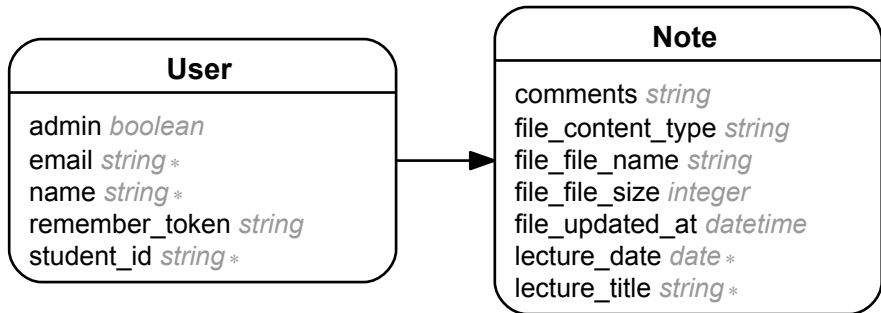 User
admin boolean
email string *
name string *
remember_token string
student_id string *
Note
comments string
file_content_type string
file_file_name string
file_file_size integer
file_updated_at datetime
lecture_date date *
lecture_title string *